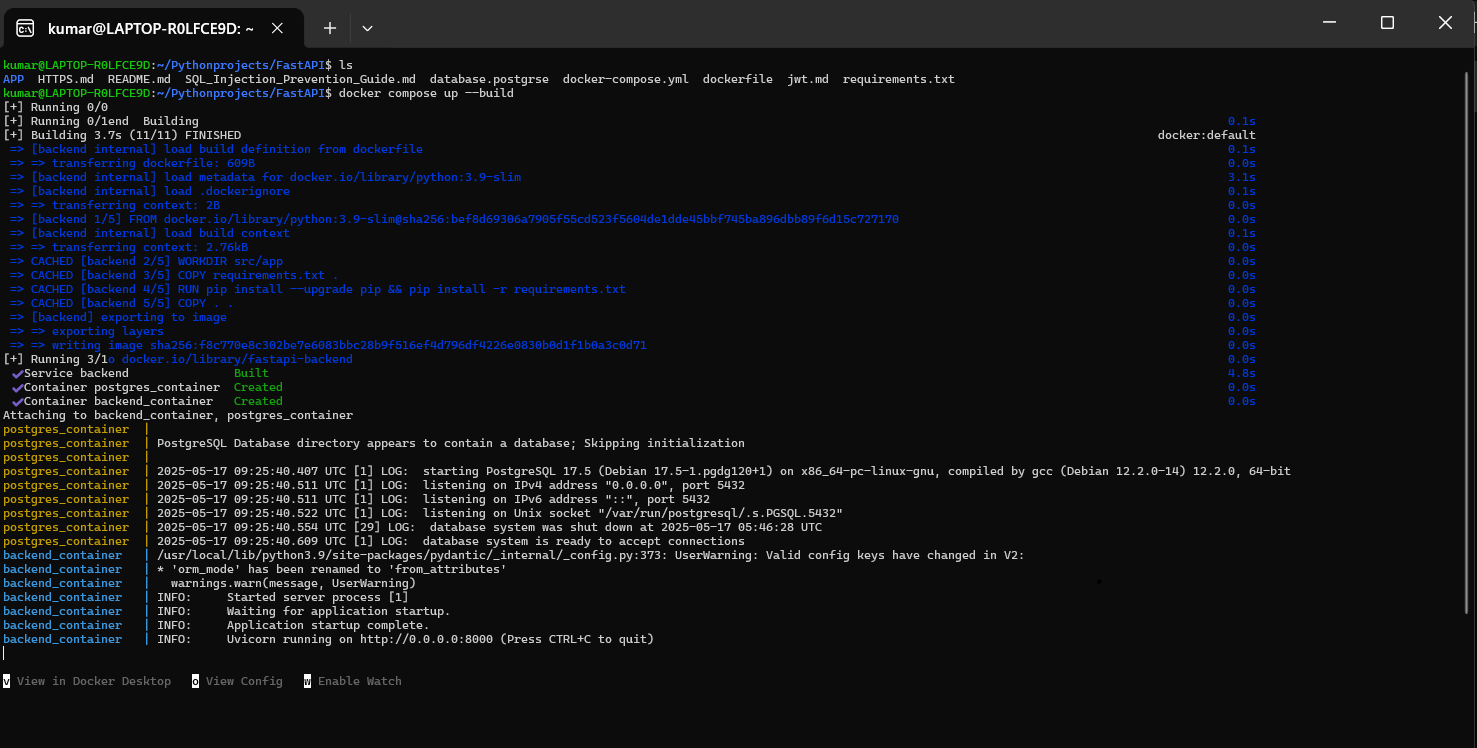 kumar@LAPTOP-R0LFCE9D: ~
kumar@LAPTOP-R0LFCE9D:~/Pythonprojects/FastAPI$ ls
APP  HTTPS.md  README.md  SQL_Injection_Prevention_Guide.md  database.postgrse  docker-compose.yml  dockerfile  jwt.md  requirements.txt
kumar@LAPTOP-R0LFCE9D:~/Pythonprojects/FastAPI$ docker compose up --build
[+] Running 0/0
[+] Running 0/1end  Building 0.1s
[+] Building 3.7s (11/11) FINISHED docker:default
=> [backend internal] load build definition from dockerfile 0.1s
=> => transferring dockerfile: 609B 0.0s
=> [backend internal] load metadata for docker.io/library/python:3.9-slim 3.1s
=> [backend internal] load .dockerignore 0.1s
=> => transferring context: 2B 0.0s
=> [backend 1/5] FROM docker.io/library/python:3.9-slim@sha256:bef8d69306a7905f55cd523f5604de1dde45bbf745ba896dbb89f6d15c727170 0.0s
=> [backend internal] load build context 0.1s
=> => transferring context: 2.76kB 0.0s
=> CACHED [backend 2/5] WORKDIR src/app 0.0s
=> CACHED [backend 3/5] COPY requirements.txt . 0.0s
=> CACHED [backend 4/5] RUN pip install --upgrade pip && pip install -r requirements.txt 0.0s
=> CACHED [backend 5/5] COPY . . 0.0s
=> [backend] exporting to image 0.0s
=> => exporting layers 0.0s
=> => writing image sha256:f8c770e8c302be7e6083bbc28b9f516ef4d796df4226e0830b0d1f1b0a3c0d71 0.0s
[+] Running 3/1o docker.io/library/fastapi-backend 0.0s
✔Service backend Built 4.8s
✔Container postgres_container Created 0.0s
✔Container backend_container Created 0.0s
Attaching to backend_container, postgres_container
postgres_container  |
postgres_container  | PostgreSQL Database directory appears to contain a database; Skipping initialization
postgres_container  |
postgres_container  | 2025-05-17 09:25:40.407 UTC [1] LOG:  starting PostgreSQL 17.5 (Debian 17.5-1.pgdg120+1) on x86_64-pc-linux-gnu, compiled by gcc (Debian 12.2.0-14) 12.2.0, 64-bit
postgres_container  | 2025-05-17 09:25:40.511 UTC [1] LOG:  listening on IPv4 address "0.0.0.0", port 5432
postgres_container  | 2025-05-17 09:25:40.511 UTC [1] LOG:  listening on IPv6 address "::", port 5432
postgres_container  | 2025-05-17 09:25:40.522 UTC [1] LOG:  listening on Unix socket "/var/run/postgresql/.s.PGSQL.5432"
postgres_container  | 2025-05-17 09:25:40.554 UTC [29] LOG:  database system was shut down at 2025-05-17 05:46:28 UTC
postgres_container  | 2025-05-17 09:25:40.609 UTC [1] LOG:  database system is ready to accept connections
backend_container   | /usr/local/lib/python3.9/site-packages/pydantic/_internal/_config.py:373: UserWarning: Valid config keys have changed in V2:
backend_container   | * 'orm_mode' has been renamed to 'from_attributes'
backend_container   |   warnings.warn(message, UserWarning)
backend_container   | INFO:     Started server process [1]
backend_container   | INFO:     Waiting for application startup.
backend_container   | INFO:     Application startup complete.
backend_container   | INFO:     Uvicorn running on http://0.0.0.0:8000 (Press CTRL+C to quit)
v View in Docker Desktop   o View Config   w Enable Watch